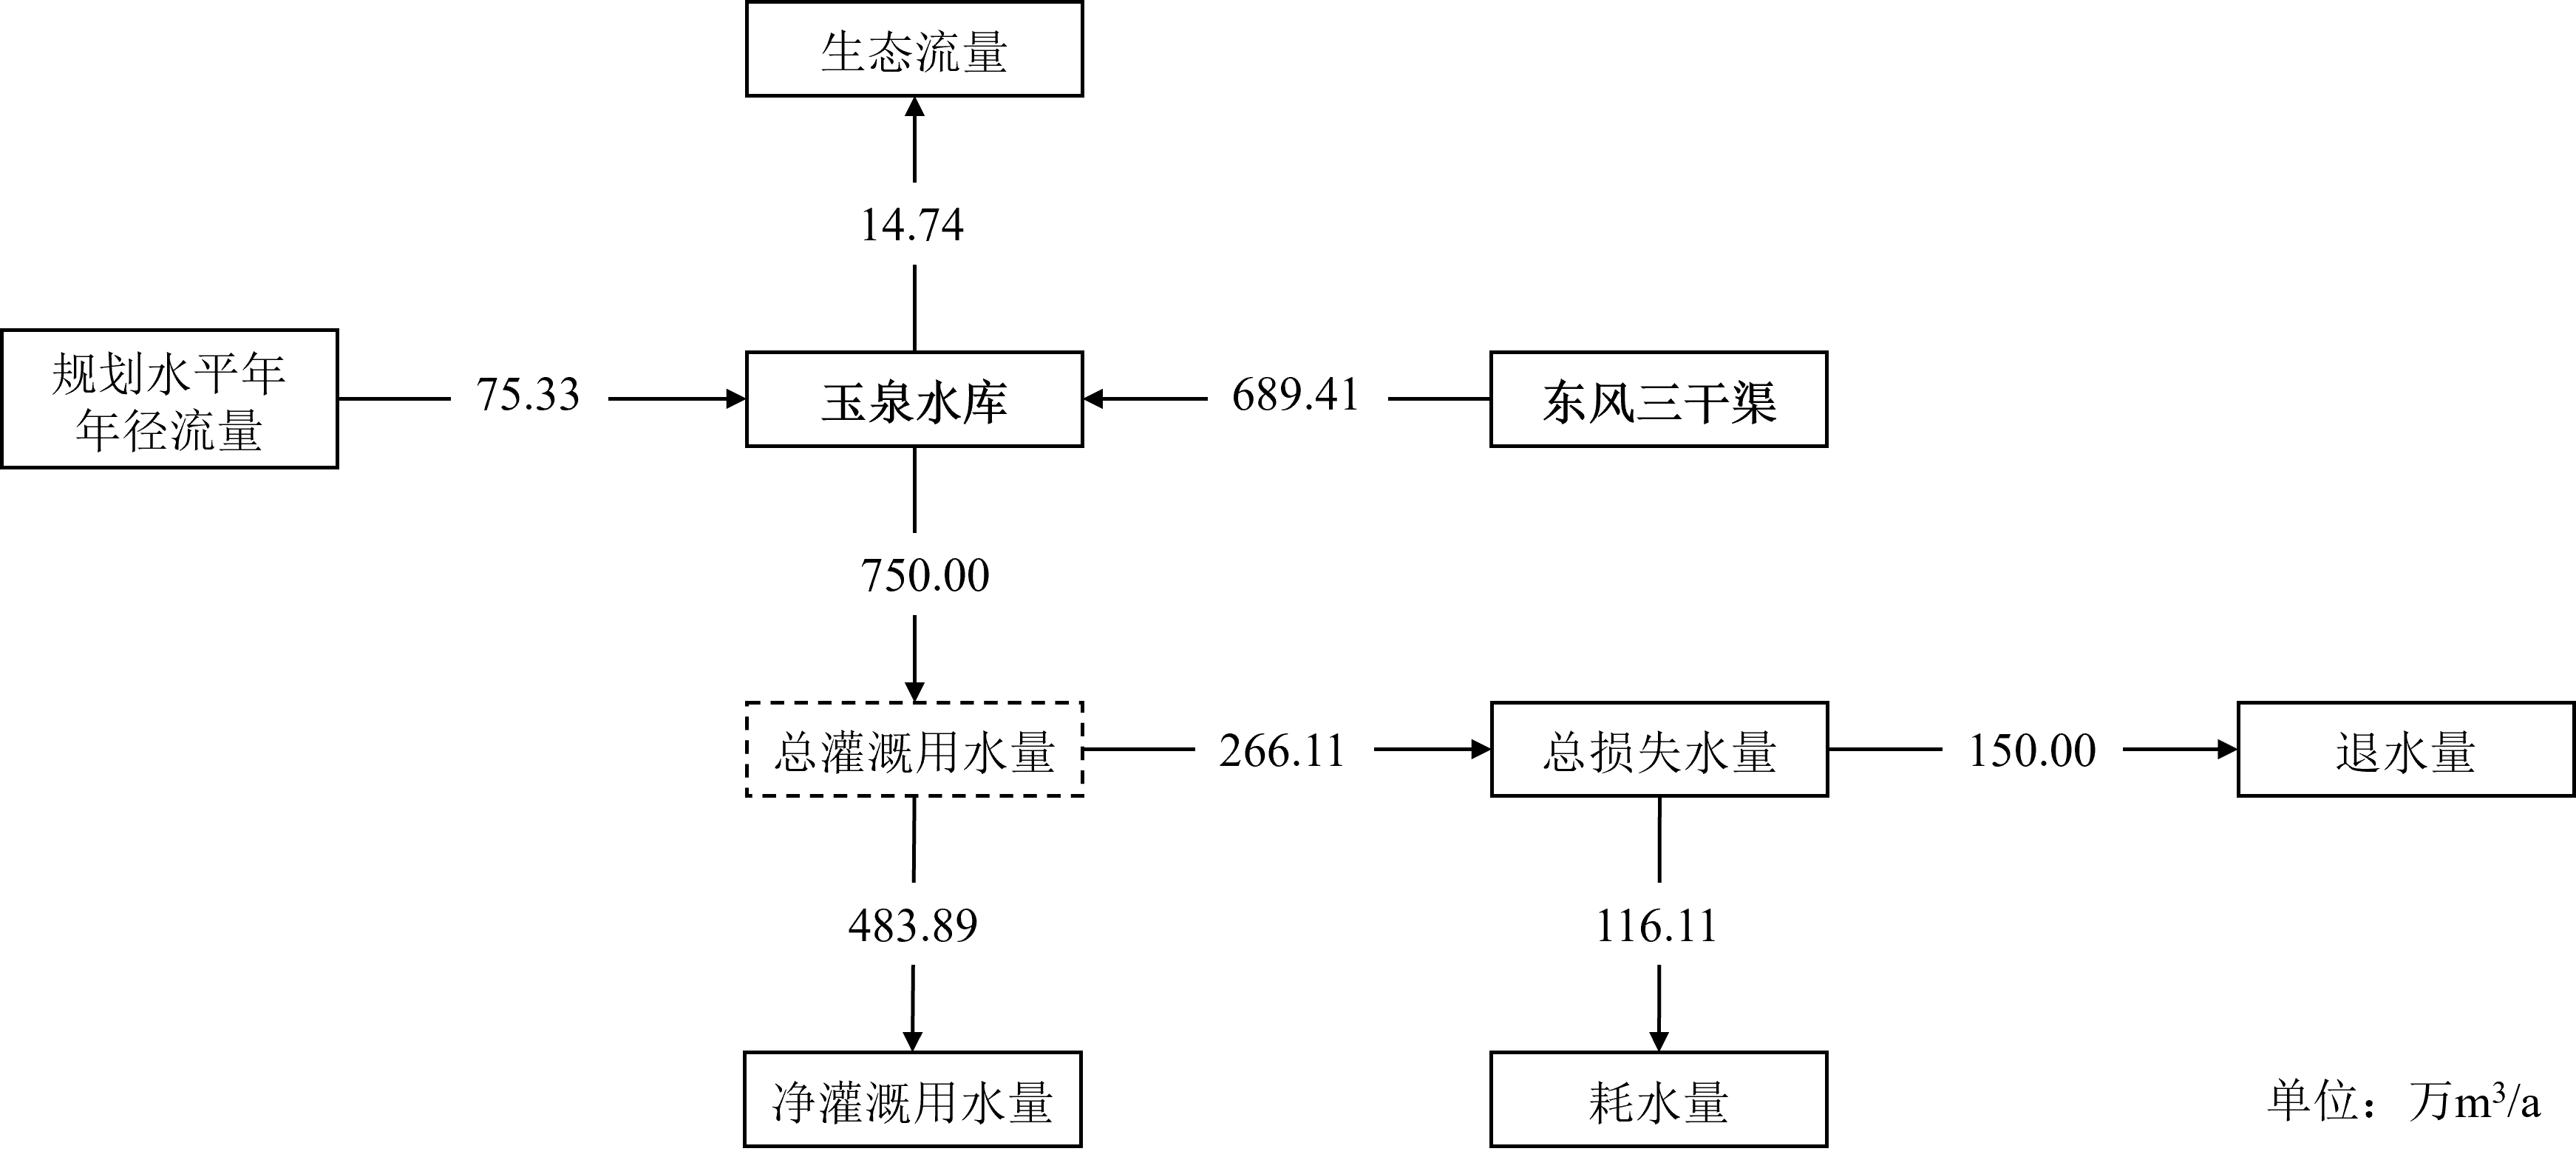 生态流量
14.74
规划水平年
年径流量
75.33
玉泉水库
689.41
东风三干渠
750.00
总灌溉用水量
266.11
总损失水量
150.00
退水量
483.89
116.11
净灌溉用水量
耗水量
单位：万m³/a